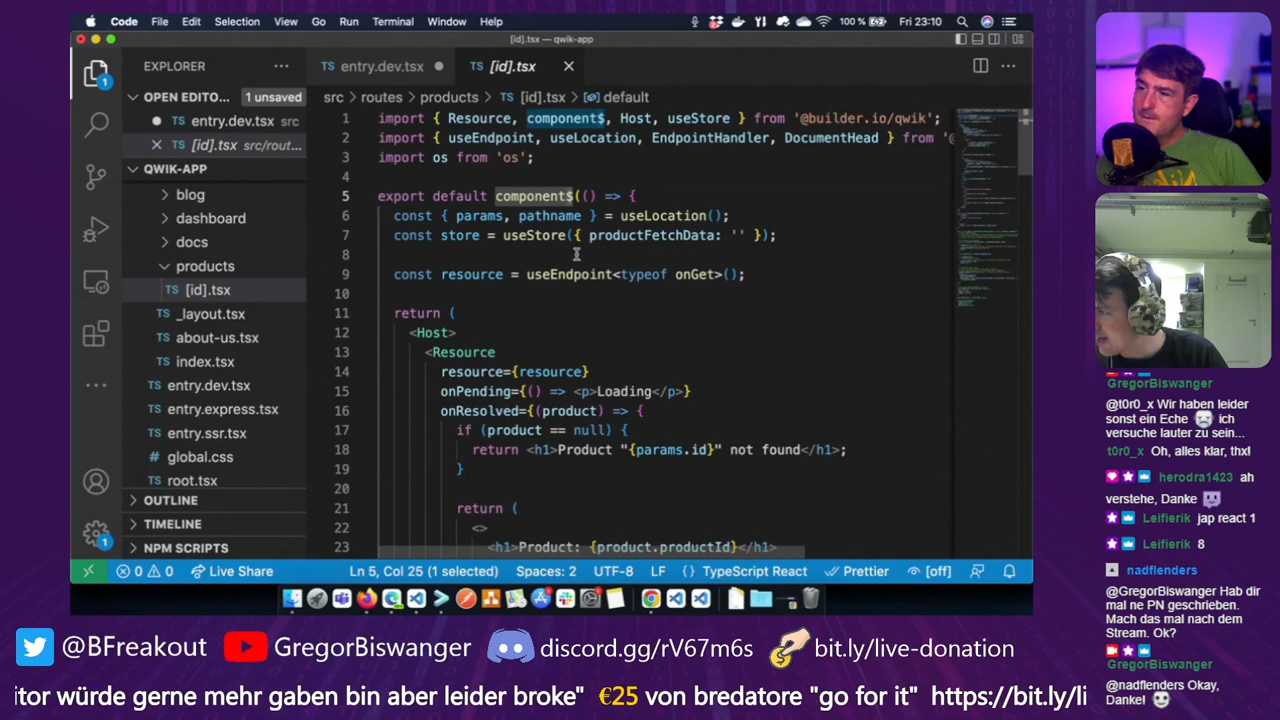 Code File Edit Selection View Go Run Terminal Window Help 100 % Fri 23:10
[id].tsx — qwik-app
EXPLORER
OPEN EDITO... 1 unsaved
entry.dev.tsx src
[id].tsx src/rout...
QWIK-APP
blog
dashboard
docs
products
TS [id].tsx
TS _layout.tsx
TS about-us.tsx
TS index.tsx
TS entry.dev.tsx
TS entry.express.tsx
TS entry.ssr.tsx
global.css
TS root.tsx
OUTLINE
TIMELINE
NPM SCRIPTS
TS entry.dev.tsx
TS [id].tsx
src > routes > products > TS [id].tsx > default
1 import { Resource, component$, Host, useStore } from '@builder.io/qwik';
2 import { useEndpoint, useLocation, EndpointHandler, DocumentHead } from '@
3 import os from 'os';
4
5 export default component$(() => {
6 const { params, pathname } = useLocation();
7 const store = useStore({ productFetchData: '' });
8
9 const resource = useEndpoint<typeof onGet>();
10
11 return (
12 <Host>
13 <Resource
14 resource={resource}
15 onPending={() => <p>Loading</p>}
16 onResolved={(product) => {
17 if (product == null) {
18 return <h1>Product "{params.id}" not found</h1>;
19 }
20
21 return (
22 <>
23 <h1>Product: {product.productId}</h1>
0 0 Live Share Ln 5, Col 25 (1 selected) Spaces: 2 UTF-8 LF {} TypeScript React Prettier [off]
GregorBiswanger
@t0r0_x Wir haben leider
sonst ein Eche ich
versuche lauter zu sein...
t0r0_x Oh, alles klar, thx!
herodra1423 ah
verstehe, Danke
Leifierik jap react 1
Leifierik 8
nadflenders
@GregorBiswanger Hab dir
mal ne PN geschrieben.
Mach das mal nach dem
Stream. Ok?
GregorBiswanger
@nadflenders Okay,
Danke!
@BFreakout GregorBiswanger discord.gg/rV67m6s bit.ly/live-donation
itor würde gerne mehr gaben bin aber leider broke" €25 von bredatore "go for it" https://bit.ly/li